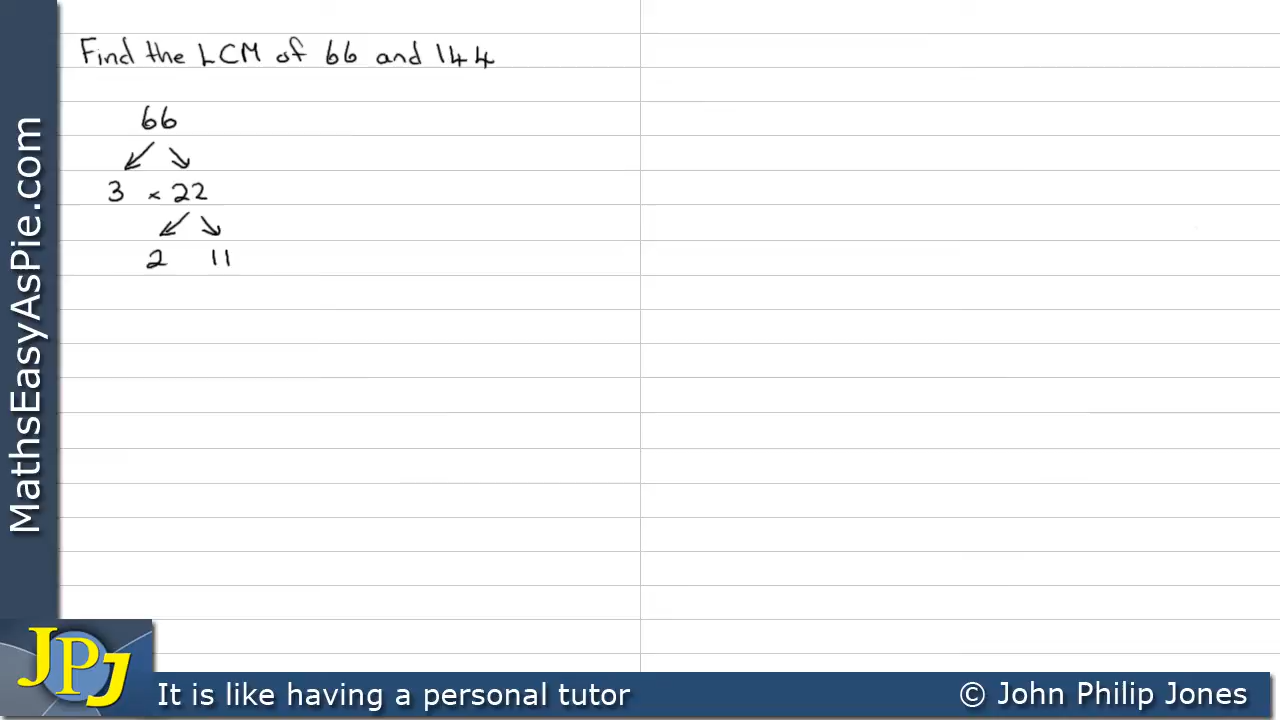 Find the LCM of 66 and 144
66
3 × 22
2 11
MathsEasyAsPie.com
JPJ
It is like having a personal tutor
© John Philip Jones